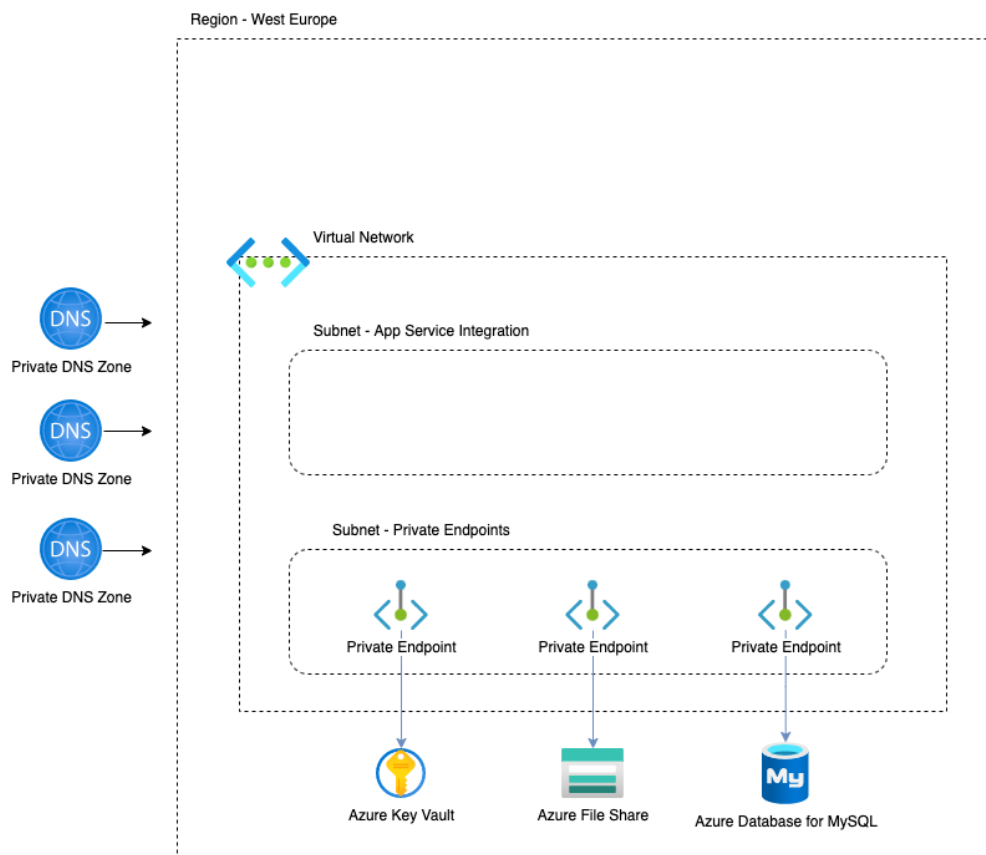 Region - West Europe
Virtual Network
DNS
Private DNS Zone
Subnet - App Service Integration
DNS
Private DNS Zone
DNS
Private DNS Zone
Subnet - Private Endpoints
Private Endpoint
Private Endpoint
Private Endpoint
Azure Key Vault
Azure File Share
My
Azure Database for MySQL